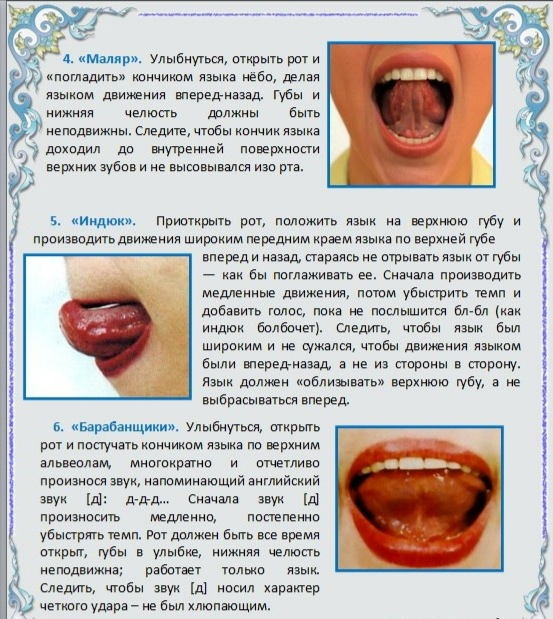 4. «Маляр». Улыбнуться, открыть рот и
«погладить» кончиком языка нёбо, делая
языком движения вперед-назад. Губы и
нижняя челюсть должны быть
неподвижны. Следите, чтобы кончик языка
доходил до внутренней поверхности
верхних зубов и не высовывался изо рта.
5. «Индюк». Приоткрыть рот, положить язык на верхнюю губу и
производить движения широким передним краем языка по верхней губе
вперед и назад, стараясь не отрывать язык от губы
— как бы поглаживать ее. Сначала производить
медленные движения, потом убыстрить темп и
добавить голос, пока не послышится бл-бл (как
индюк болбочет). Следить, чтобы язык был
широким и не сужался, чтобы движения языком
были вперед-назад, а не из стороны в сторону.
Язык должен «облизывать» верхнюю губу, а не
выбрасываться вперед.
6. «Барабанщики». Улыбнуться, открыть
рот и постучать кончиком языка по верхним
альвеолам, многократно и отчетливо
произнося звук, напоминающий английский
звук [д]: д-д-д... Сначала звук [д]
произносить медленно, постепенно
убыстрять темп. Рот должен быть все время
открыт, губы в улыбке, нижняя челюсть
неподвижна; работает только язык.
Следить, чтобы звук [д] носил характер
четкого удара – не был хлюпающим.